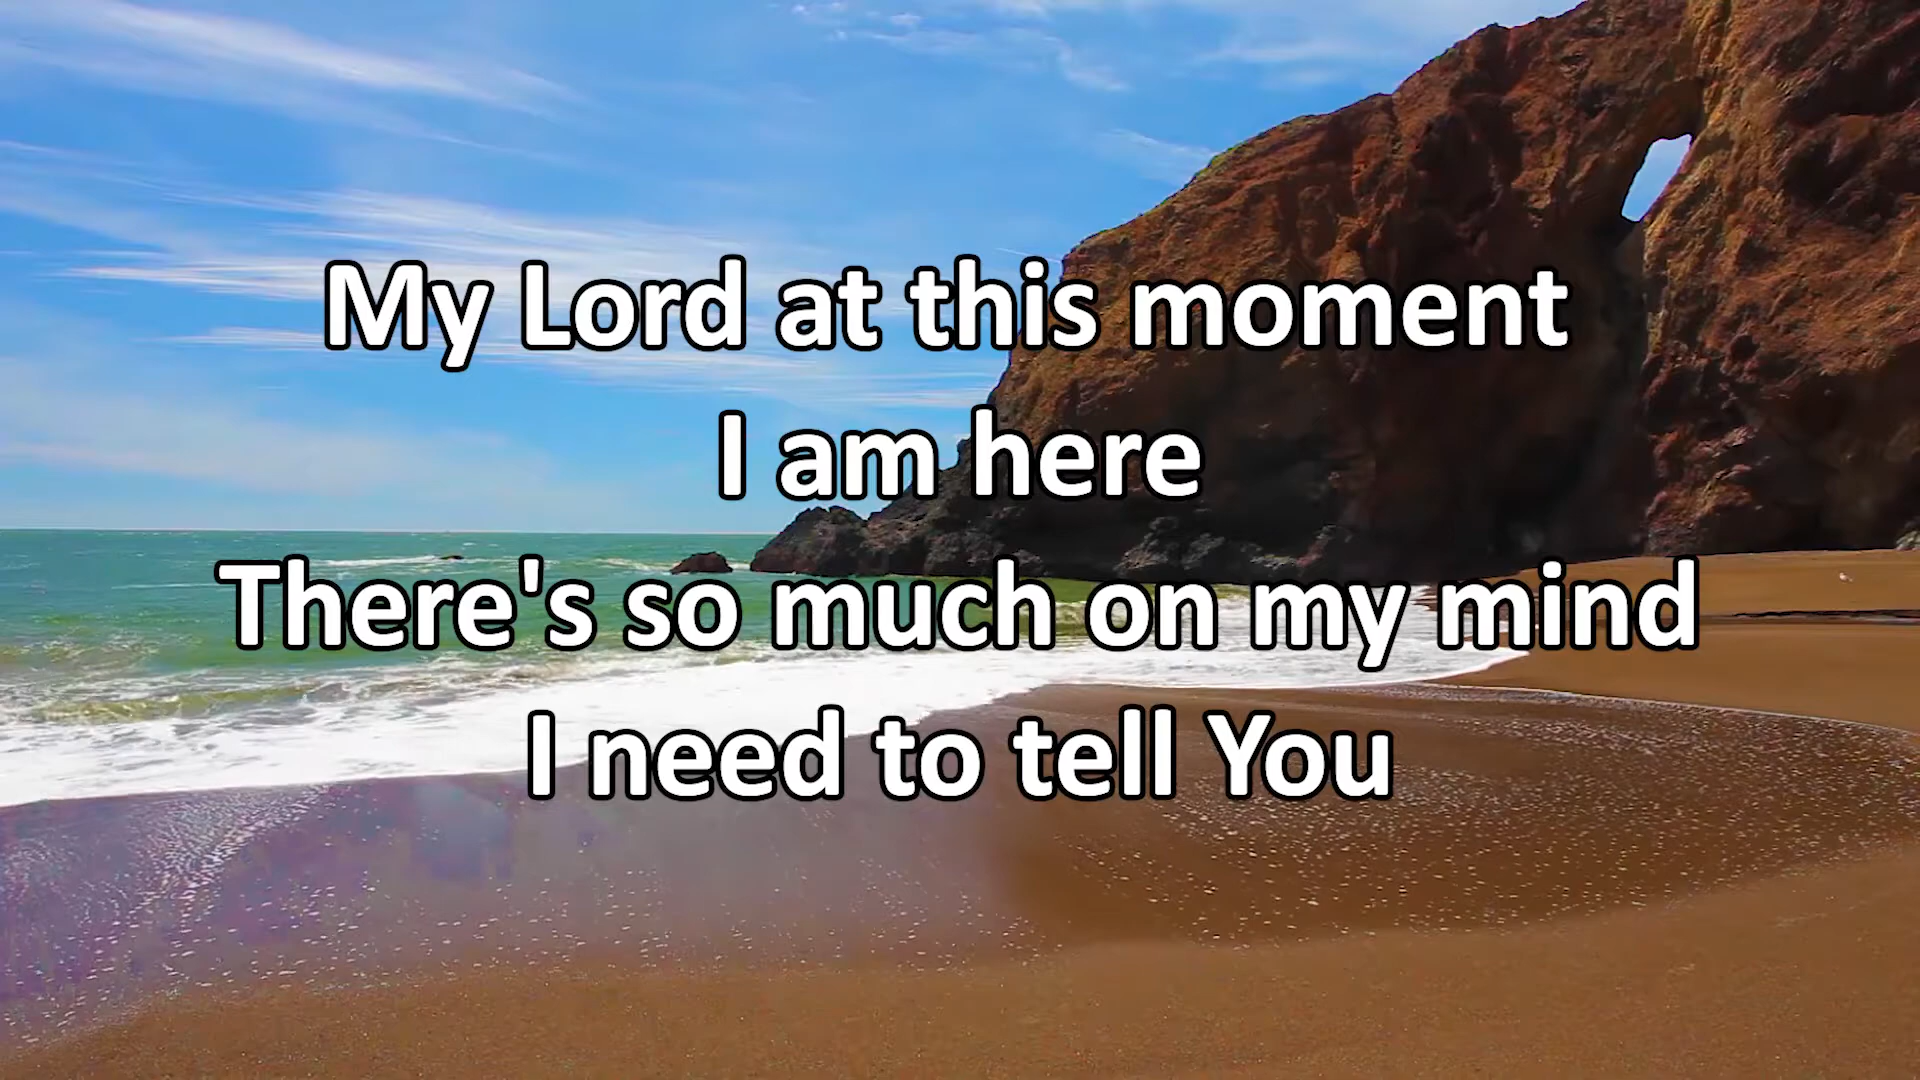 My Lord at this moment
I am here
There's so much on my mind
I need to tell You